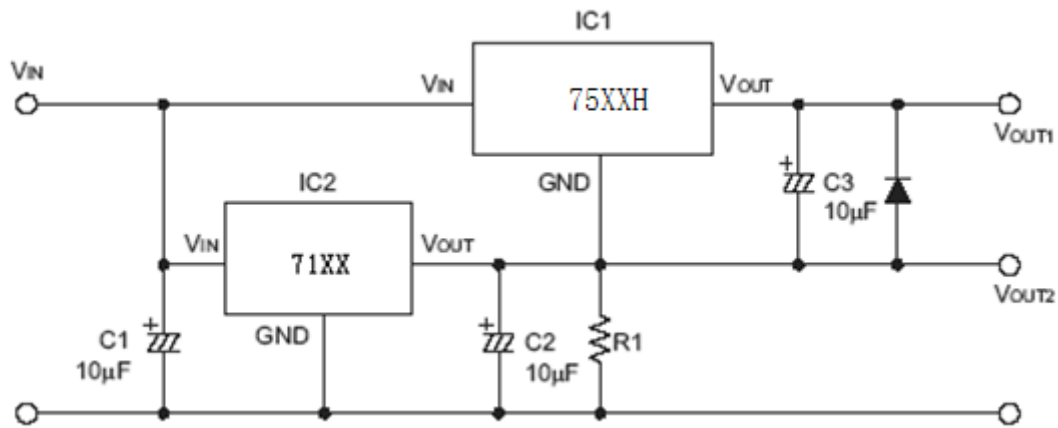 IC1
VIN
VIN
75XXH
VOUT
VOUT1
GND
C3
10μF
IC2
VIN
71XX
VOUT
VOUT2
GND
C1
10μF
C2
10μF
R1
+
+
+